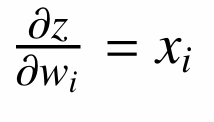 ∂z/∂wᵢ = xᵢ